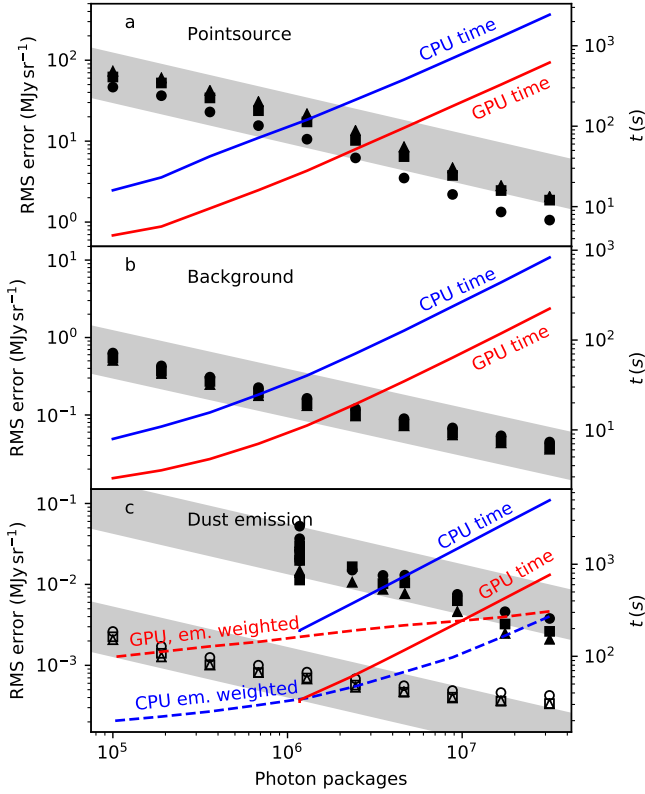 a
Pointsource
CPU time
GPU time
RMS error (MJy sr⁻¹)
10²
10¹
10⁰
t (s)
10³
10²
10¹
b
Background
CPU time
GPU time
RMS error (MJy sr⁻¹)
10¹
10⁰
10⁻¹
t (s)
10³
10²
10¹
c
Dust emission
CPU time
GPU time
GPU, em. weighted
CPU em. weighted
RMS error (MJy sr⁻¹)
10⁻¹
10⁻²
10⁻³
t (s)
10³
10²
10⁵
10⁶
10⁷
Photon packages